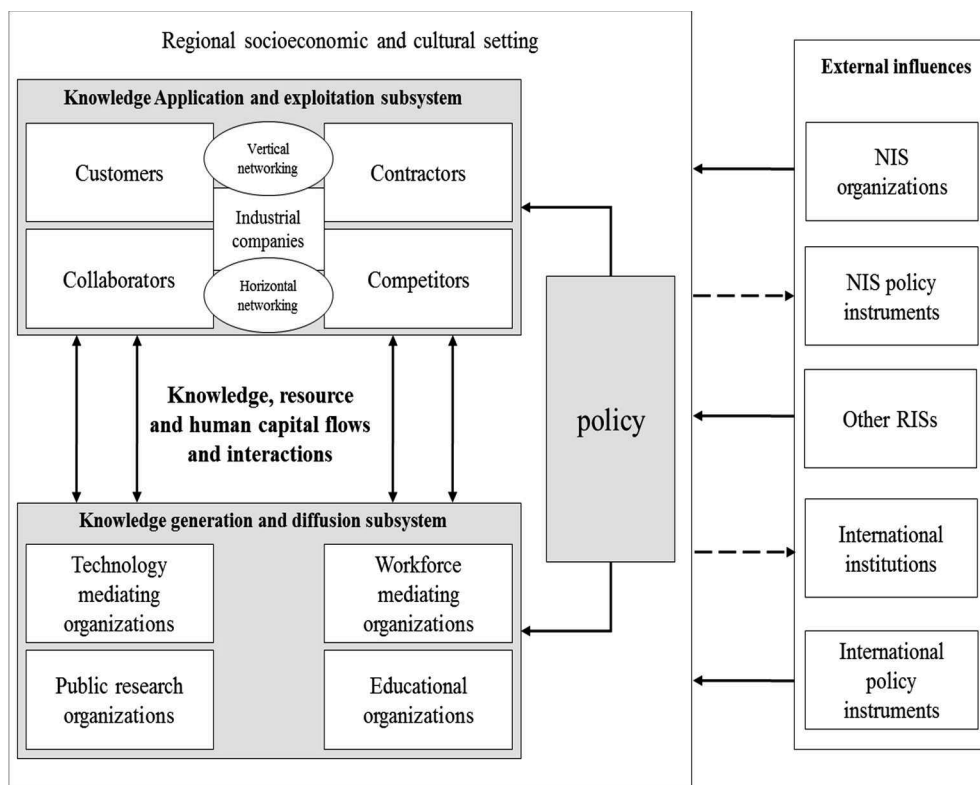 Regional socioeconomic and cultural setting
Knowledge Application and exploitation subsystem
Customers
Vertical
networking
Contractors
Industrial
companies
Collaborators
Horizontal
networking
Competitors
Knowledge, resource
and human capital flows
and interactions
Knowledge generation and diffusion subsystem
Technology
mediating
organizations
Workforce
mediating
organizations
Public research
organizations
Educational
organizations
policy
External influences
NIS
organizations
NIS policy
instruments
Other RISs
International
institutions
International
policy
instruments